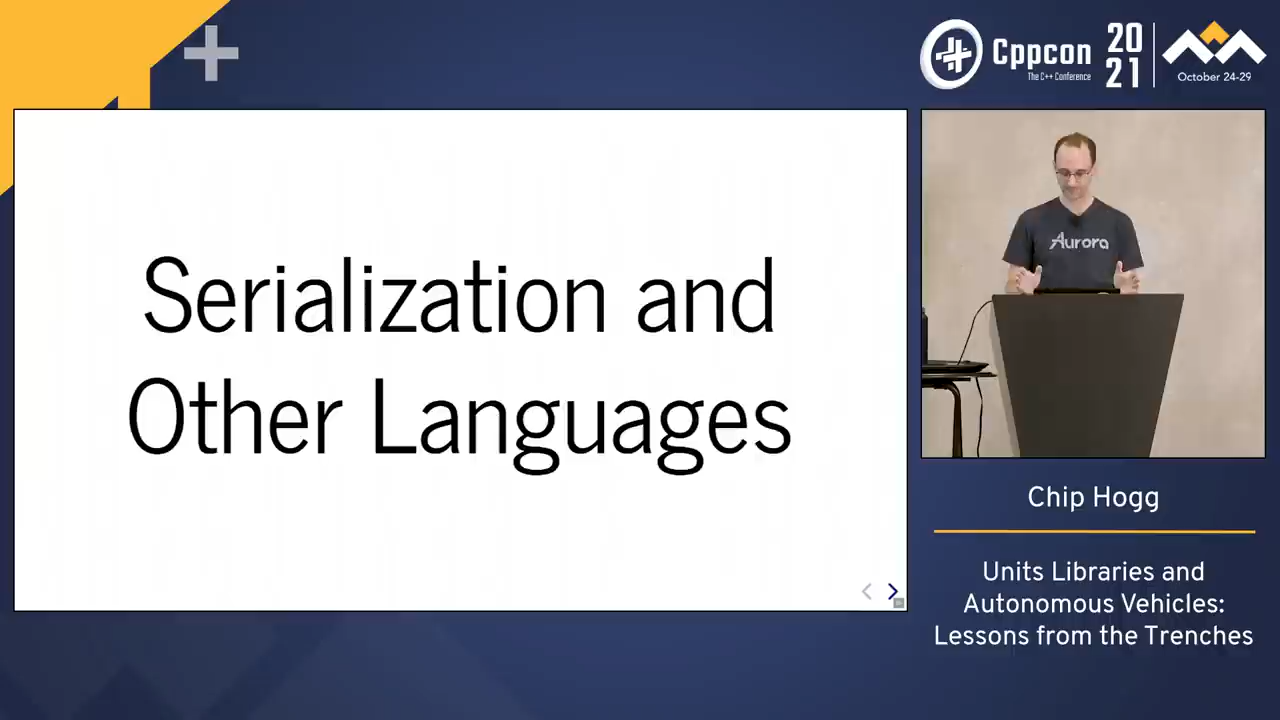 Cppcon
The C++ Conference
20
21
October 24-29
Serialization and
Other Languages
Aurora
Chip Hogg
Units Libraries and
Autonomous Vehicles:
Lessons from the Trenches